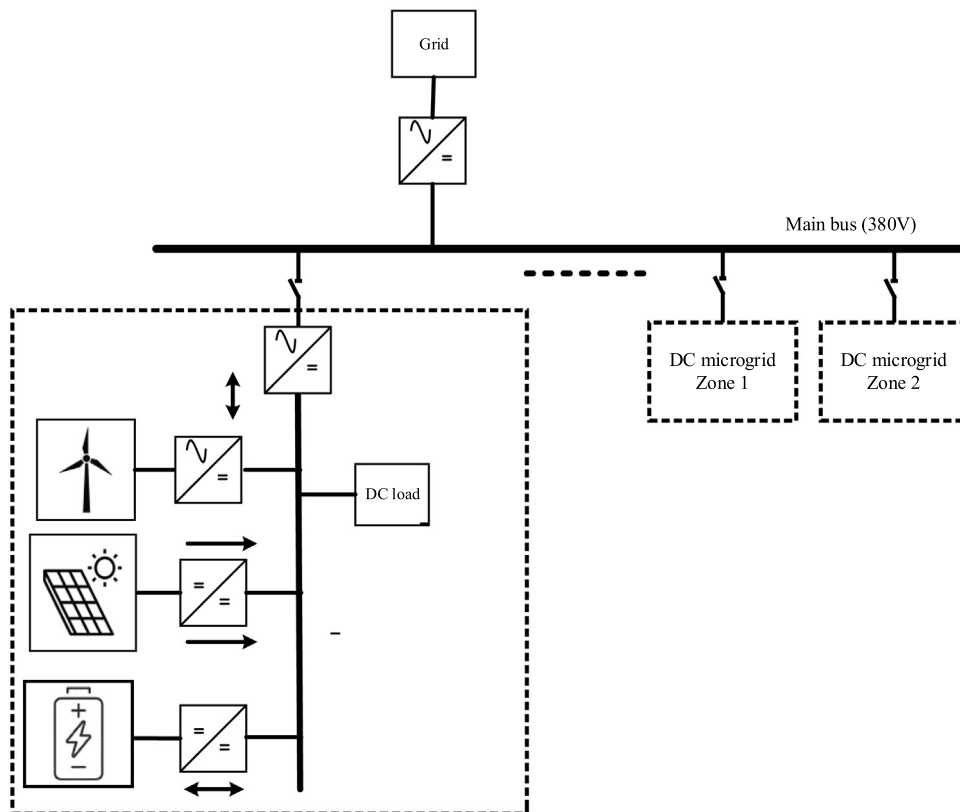 Grid
Main bus (380V)
DC microgrid
Zone 1
DC microgrid
Zone 2
DC load